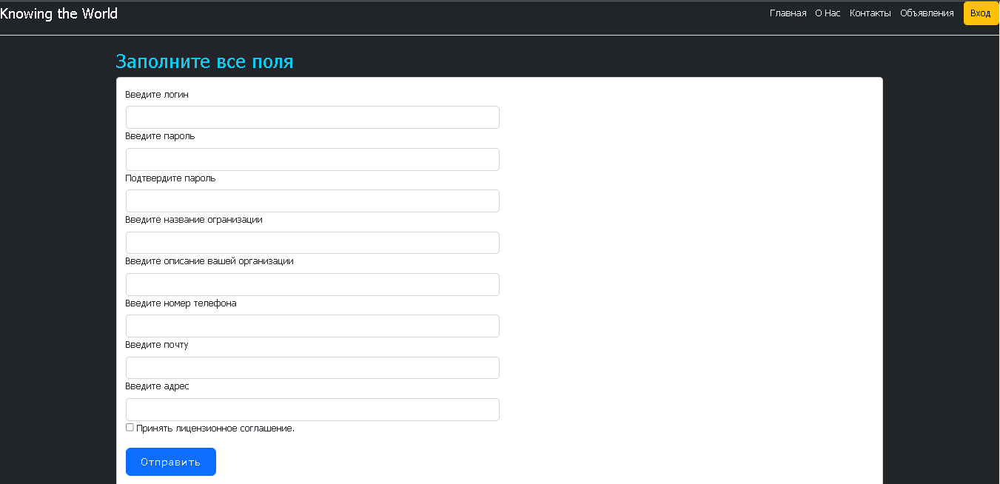 Knowing the World
Главная О Нас Контакты Объявления Вход
Заполните все поля
Введите логин
Введите пароль
Подтвердите пароль
Введите название огранизации
Введите описание вашей организации
Введите номер телефона
Введите почту
Введите адрес
Принять лицензионное соглашение.
Отправить